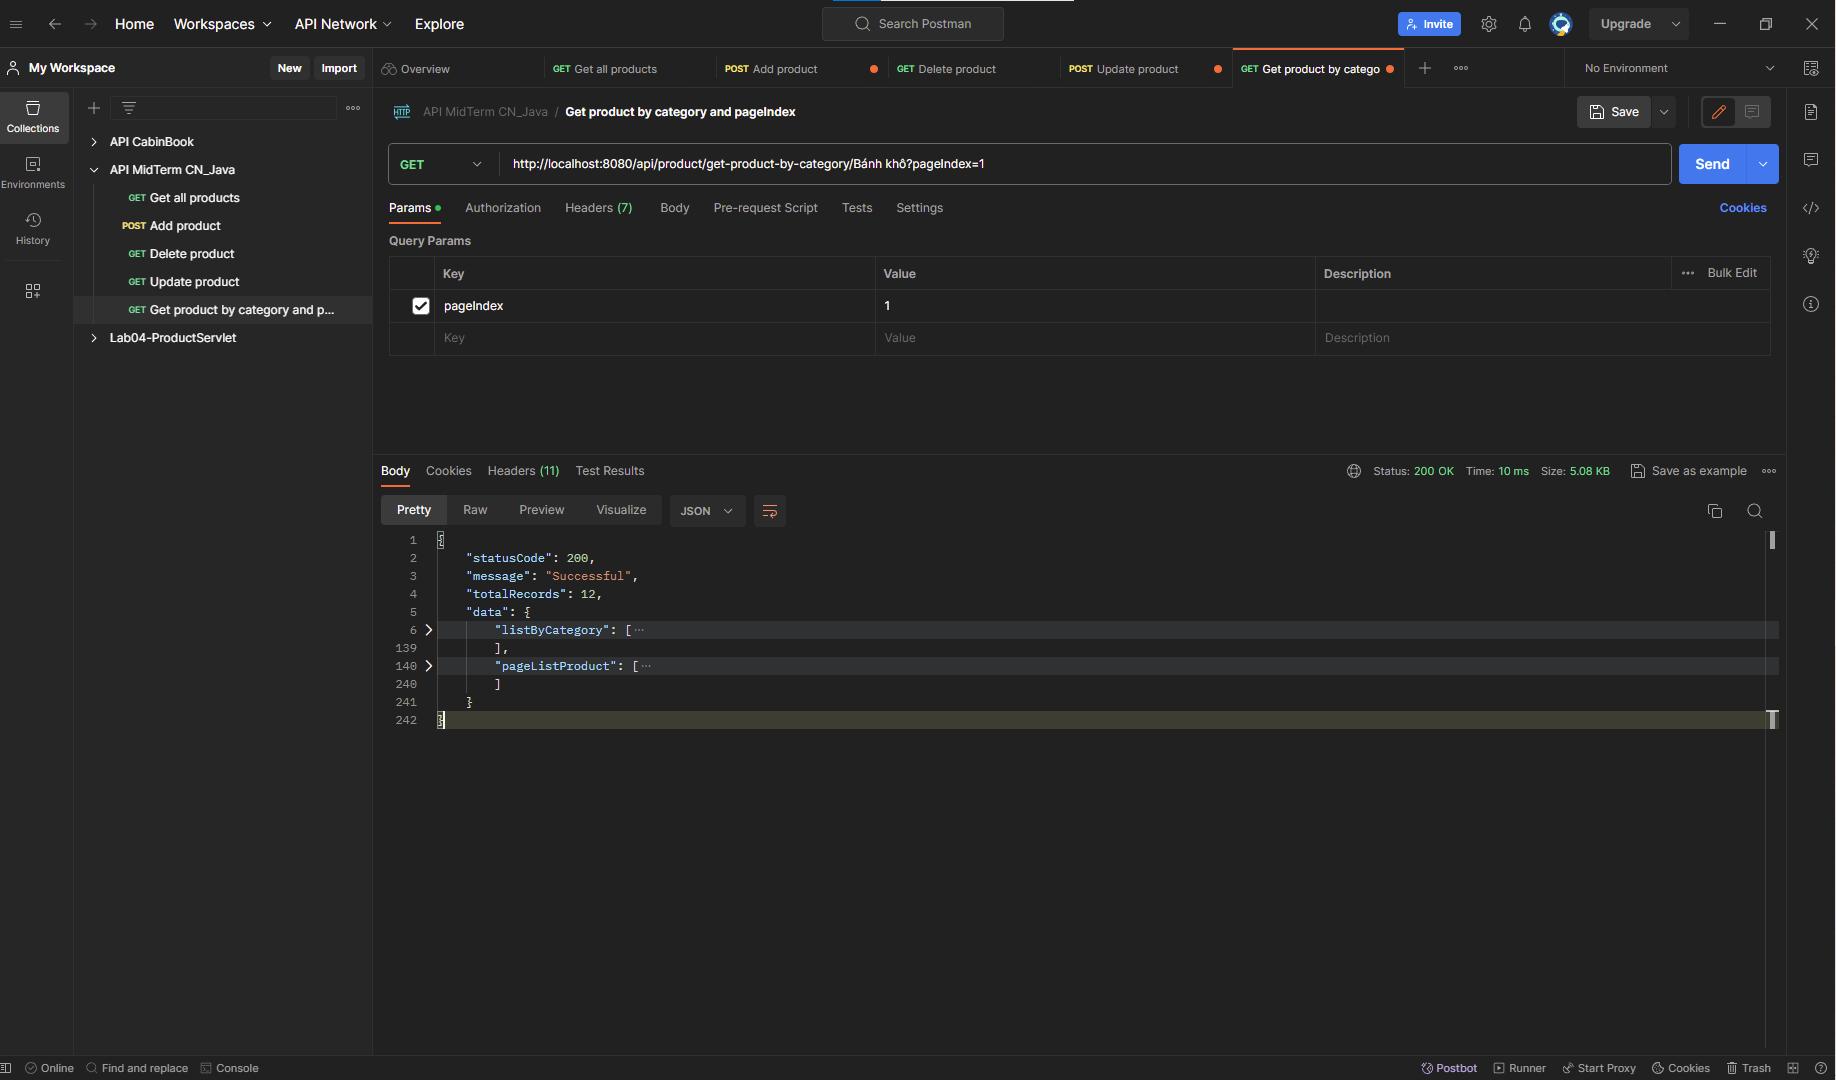 Home Workspaces API Network Explore Search Postman Invite Upgrade
My Workspace New Import Overview GET Get all products POST Add product GET Delete product POST Update product GET Get product by catego No Environment
Collections
Environments
History
API CabinBook
API MidTerm CN_Java
GET Get all products
POST Add product
GET Delete product
GET Update product
GET Get product by category and p...
Lab04-ProductServlet
HTTP API MidTerm CN_Java / Get product by category and pageIndex Save
GET http://localhost:8080/api/product/get-product-by-category/Bánh khô?pageIndex=1 Send
Params Authorization Headers (7) Body Pre-request Script Tests Settings Cookies
Query Params
Key Value Description Bulk Edit
pageIndex 1
Key Value Description
Body Cookies Headers (11) Test Results Status: 200 OK Time: 10 ms Size: 5.08 KB Save as example
Pretty Raw Preview Visualize JSON
1 {
2 "statusCode": 200,
3 "message": "Successful",
4 "totalRecords": 12,
5 "data": {
6 "listByCategory": [···
139 ],
140 "pageListProduct": [···
240 ]
241 }
242 }
Online Find and replace Console Postbot Runner Start Proxy Cookies Trash